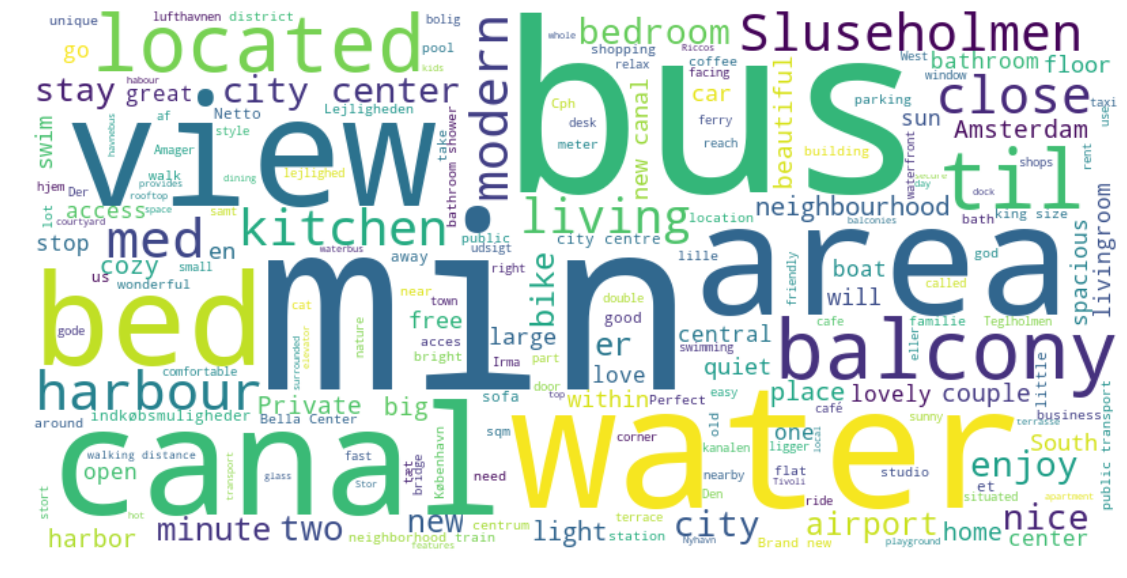 unique
lufthavnen
district
bolig
go
located
pool
kids
modern
bus
whole
bedroom
shopping
Riccos
relax
coffee
facing
Sluseholmen
West
bathroom
floor
window
habour
stay
great
city center
Netto
Lejligheden
Cph
desk
meter
ferry
reach
car
new canal
beautiful
parking
building
sun
close
taxi
Amsterdam
uses
rent
swim
havnebus
view
af
style
Amager
walk
provides
rooftop
dining
lejlighed
take
bathroom shower
waterfront
secure
day
til
shops
dock
hjem
Der
lot
access
space
courtyard
samt
kitchen
living
location
neighbourhood
balconies
bath
king size
stop
med
en
waterbus
public
udsigt
city centre
away
lille
us
cozy
small
wonderful
min
right
bike
area
friendly
boat
god
called
will
spacious
livingroom
bed
gode
cat
near
town
nature
elevator
surrounded
free
acces
bright
large
Irma
part
double
good
er
love
central
swimming
quiet
cafe
eller
familie
Teglholmen
balcony
comfortable
harbour
indkøbsmuligheder
Private
big
Bella Center
sofa
door
top
within
Perfect
easy
place
lovely
couple
little
around
canal
walking distance
open
transport
glass
fast
Stor
tæt
bridge
København
sqm
need
water
corner
old
kanalen
nearby
Den
one
café
ligger
local
flat
Tivoli
sunny
terrasse
business
South
studio
enjoy
et
situated
apartment
public transport
stort
hot
harbor
minute
two
neighborhood
train
features
new
centrum
light
station
terrace
city
Nyhavn
ride
Brand new
airport
playground
home
nice
center